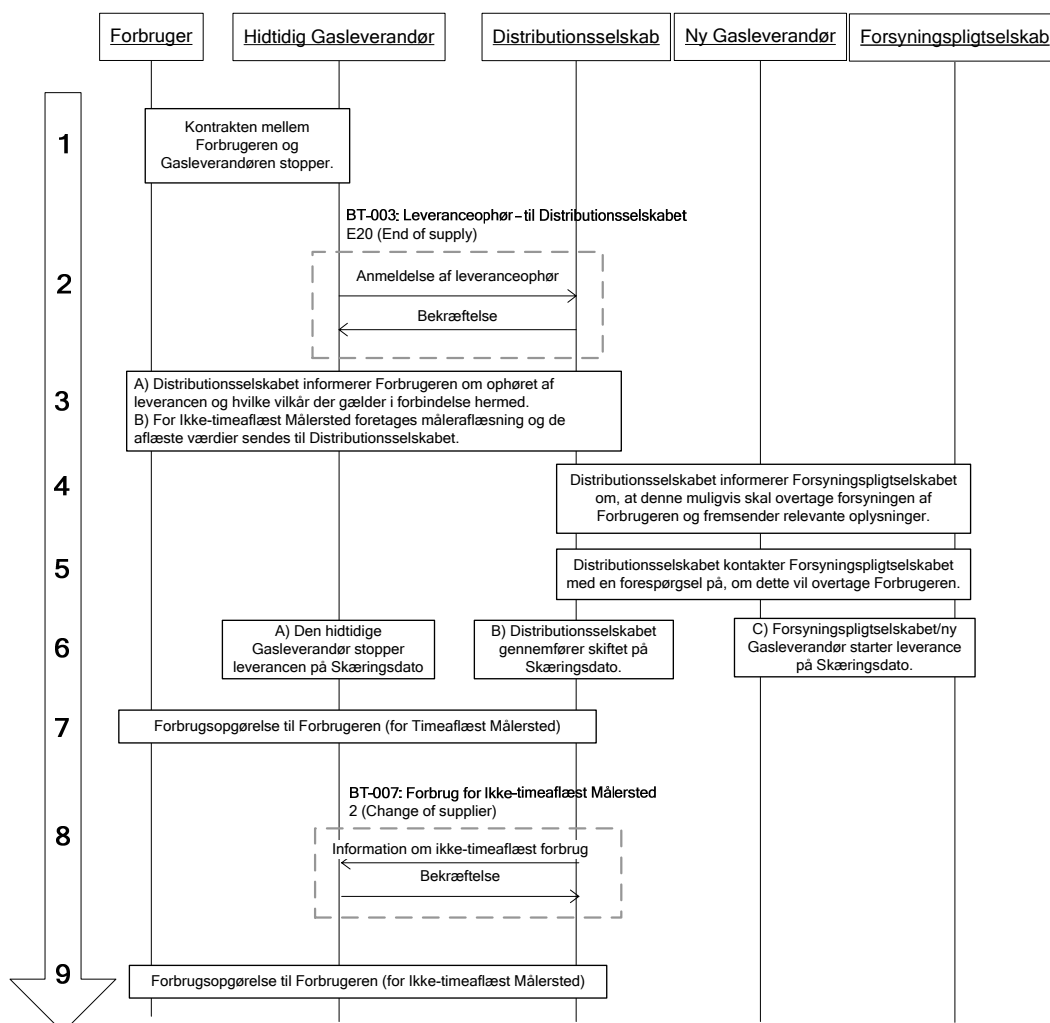 Forbruger
Hidtidig Gasleverandør
Distributionsselskab
Ny Gasleverandør
Forsyningspligtselskab
1
Kontrakten mellem
Forbrugeren og
Gasleverandøren stopper.
BT-003: Leveranceophør – til Distributionsselskabet
E20 (End of supply)
2
Anmeldelse af leveranceophør
Bekræftelse
3
A) Distributionsselskabet informerer Forbrugeren om ophøret af
leverancen og hvilke vilkår der gælder i forbindelse hermed.
B) For Ikke-timeaflæst Målersted foretages måleraflæsning og de
aflæste værdier sendes til Distributionsselskabet.
4
Distributionsselskabet informerer Forsyningspligtselskabet
om, at denne muligvis skal overtage forsyningen af
Forbrugeren og fremsender relevante oplysninger.
5
Distributionsselskabet kontakter Forsyningspligtselskabet
med en forespørgsel på, om dette vil overtage Forbrugeren.
6
A) Den hidtidige
Gasleverandør stopper
leverancen på Skæringsdato
B) Distributionsselskabet
gennemfører skiftet på
Skæringsdato.
C) Forsyningspligtselskabet/ny
Gasleverandør starter leverance
på Skæringsdato.
7
Forbrugsopgørelse til Forbrugeren (for Timeaflæst Målersted)
BT-007: Forbrug for Ikke-timeaflæst Målersted
2 (Change of supplier)
8
Information om ikke-timeaflæst forbrug
Bekræftelse
9
Forbrugsopgørelse til Forbrugeren (for Ikke-timeaflæst Målersted)